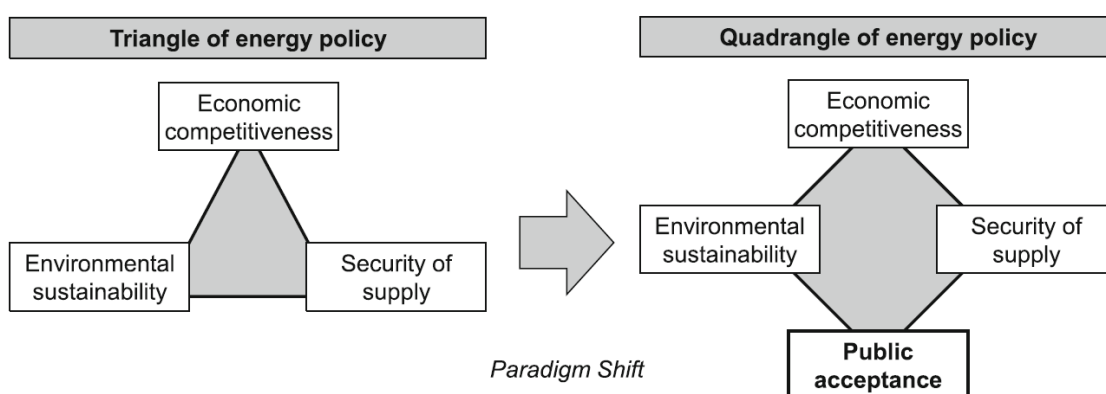 Triangle of energy policy
Economic
competitiveness
Environmental
sustainability
Security of
supply
Paradigm Shift
Quadrangle of energy policy
Economic
competitiveness
Environmental
sustainability
Security of
supply
Public
acceptance